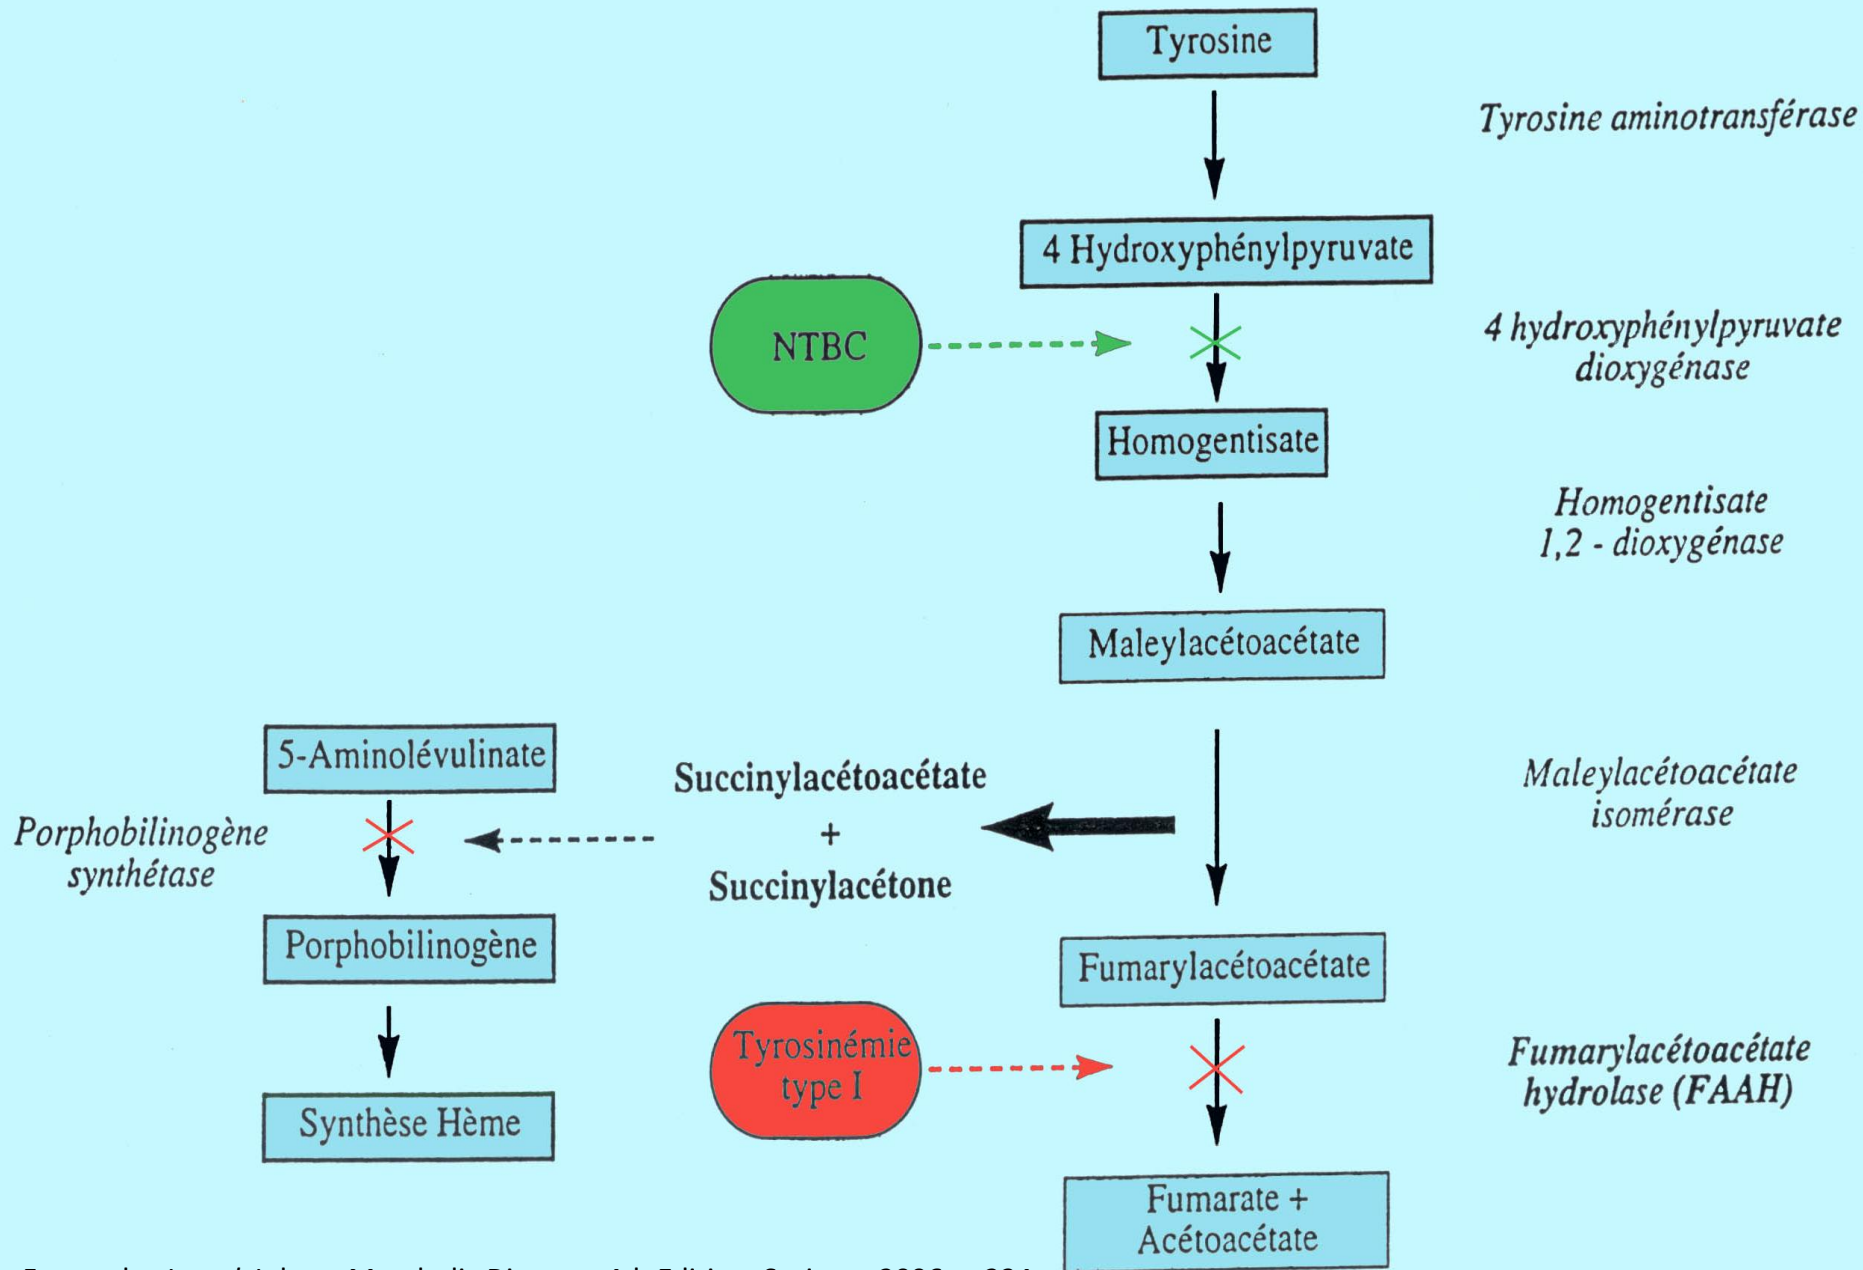 Tyrosine
Tyrosine aminotransférase
4 Hydroxyphénylpyruvate
NTBC
4 hydroxyphénylpyruvate
dioxygénase
Homogentisate
Homogentisate
1,2 - dioxygénase
Maleylacétoacétate
5-Aminolévulinate
Porphobilinogène
synthétase
Succinylacétoacétate
+
Succinylacétone
Maleylacétoacétate
isomérase
Porphobilinogène
Fumarylacétoacétate
Tyrosinémie
type I
Fumarylacétoacétate
hydrolase (FAAH)
Synthèse Hème
Fumarate +
Acétoacétate